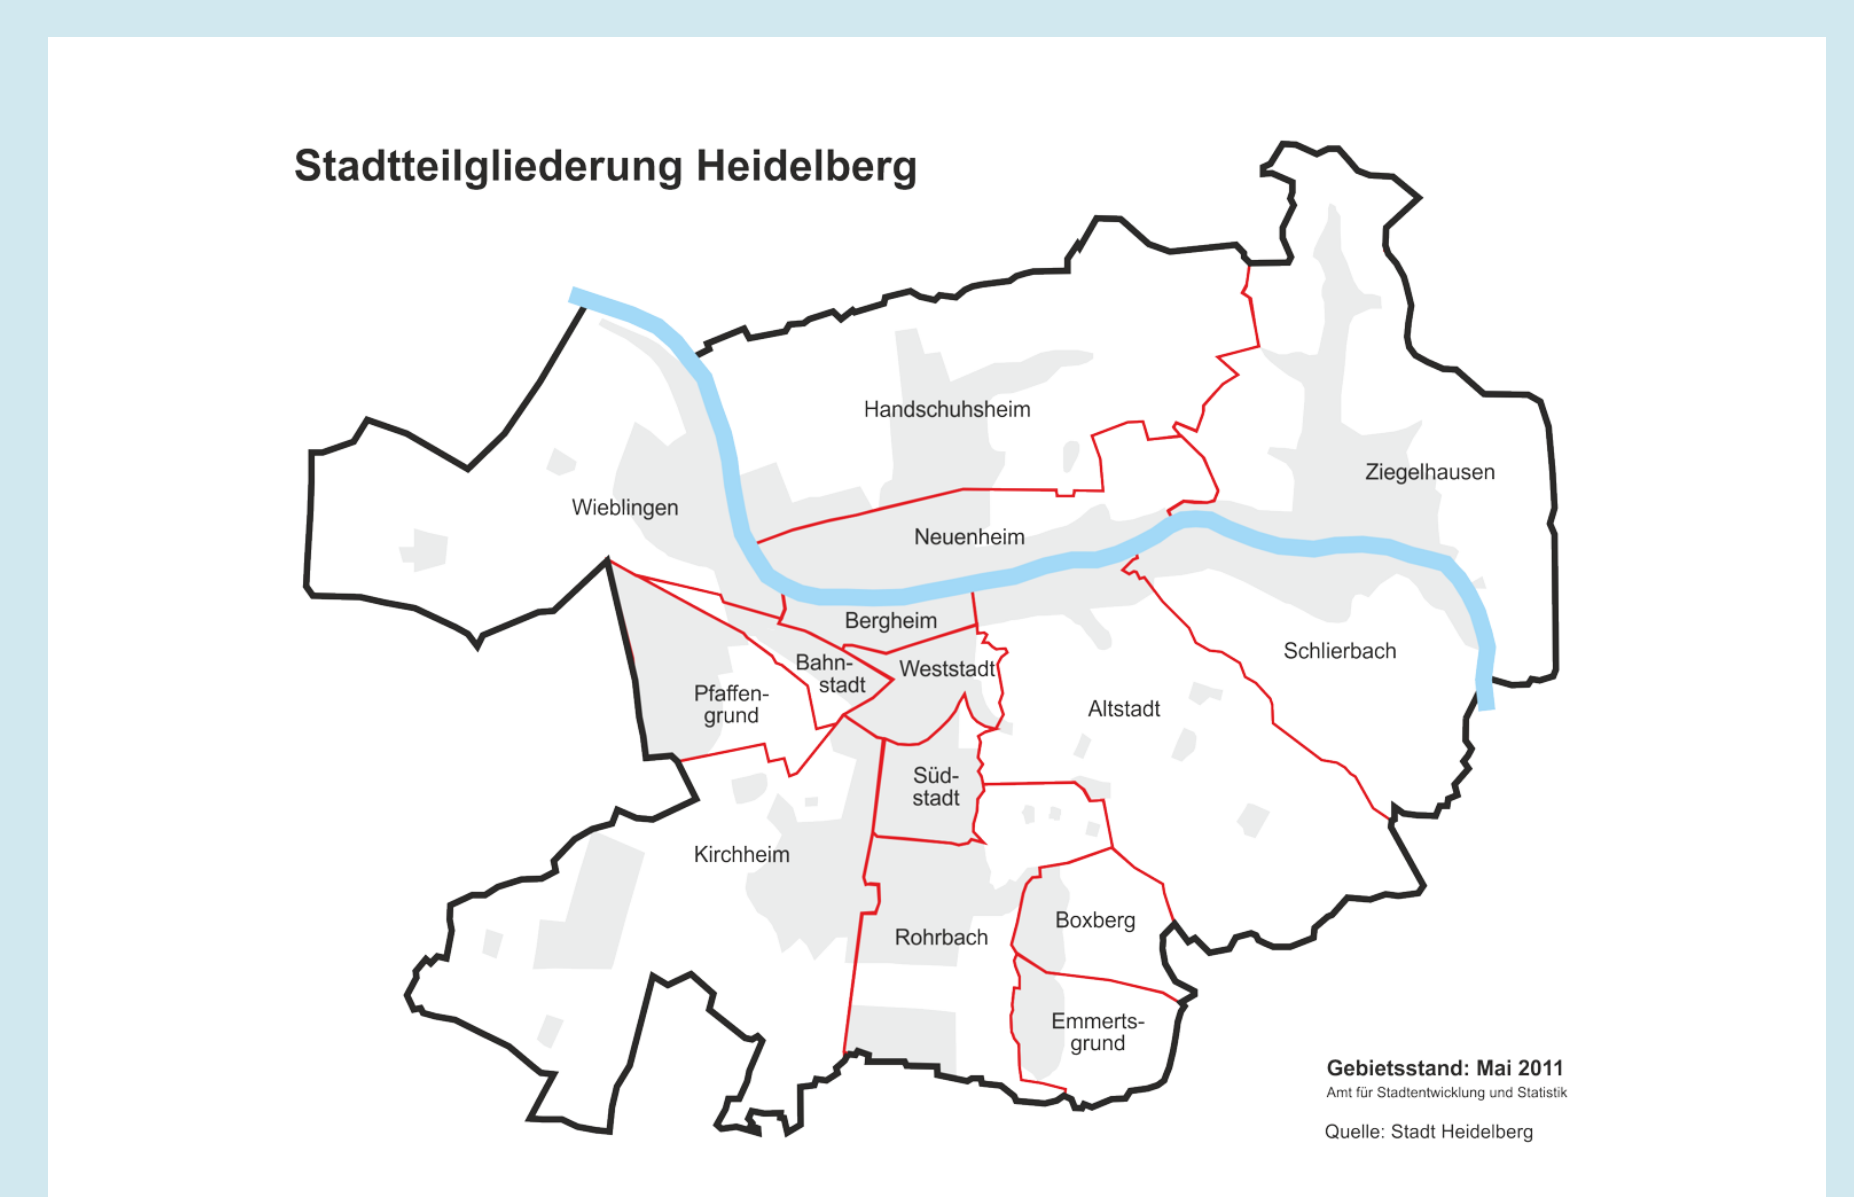 Stadtteilgliederung Heidelberg
Handschuhsheim
Ziegelhausen
Wieblingen
Neuenheim
Bergheim
Schlierbach
Bahn-
stadt
Weststadt
Pfaffen-
grund
Altstadt
Süd-
stadt
Kirchheim
Boxberg
Rohrbach
Emmerts-
grund
Gebietsstand: Mai 2011
Amt für Stadtentwicklung und Statistik
Quelle: Stadt Heidelberg